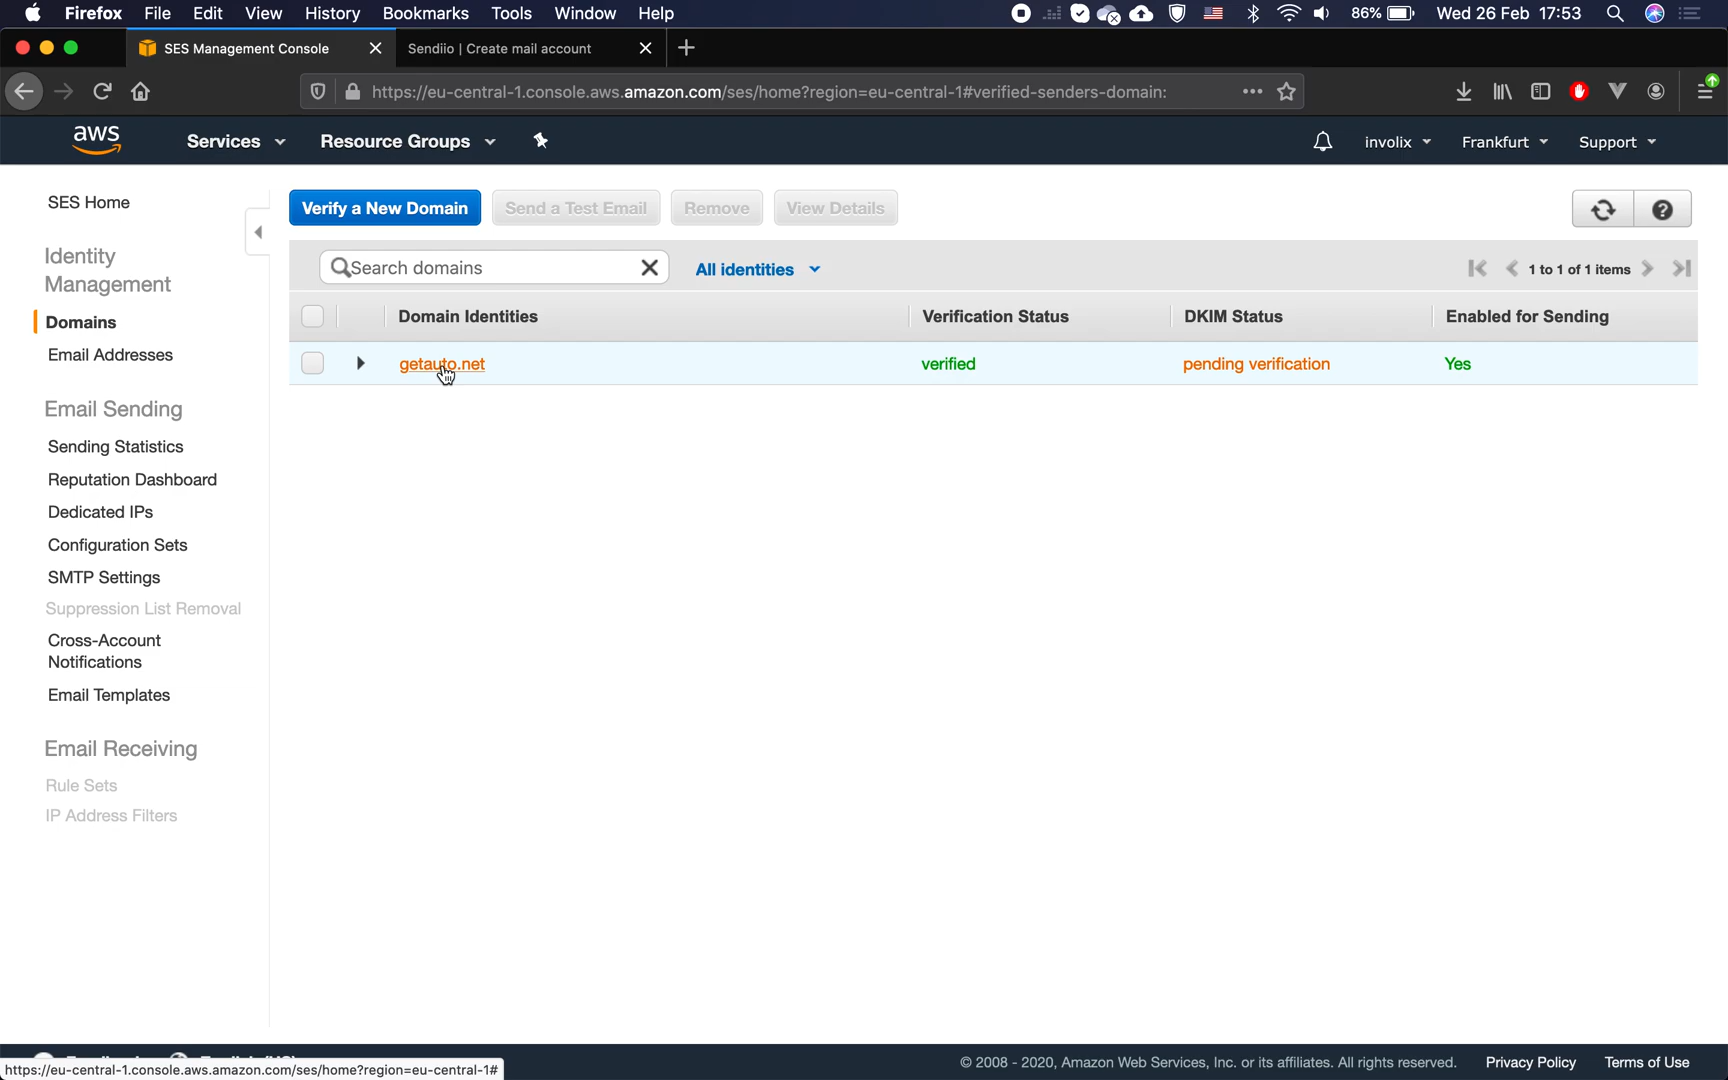 Firefox File Edit View History Bookmarks Tools Window Help 86% Wed 26 Feb 17:53
SES Management Console Sendiio | Create mail account
https://eu-central-1.console.aws.amazon.com/ses/home?region=eu-central-1#verified-senders-domain:
aws Services Resource Groups involix Frankfurt Support
SES Home
Identity
Management
Domains
Email Addresses
Email Sending
Sending Statistics
Reputation Dashboard
Dedicated IPs
Configuration Sets
SMTP Settings
Suppression List Removal
Cross-Account
Notifications
Email Templates
Email Receiving
Rule Sets
IP Address Filters
Verify a New Domain Send a Test Email Remove View Details
Search domains All identities 1 to 1 of 1 items
Domain Identities Verification Status DKIM Status Enabled for Sending
getauto.net verified pending verification Yes
© 2008 - 2020, Amazon Web Services, Inc. or its affiliates. All rights reserved. Privacy Policy Terms of Use
https://eu-central-1.console.aws.amazon.com/ses/home?region=eu-central-1#